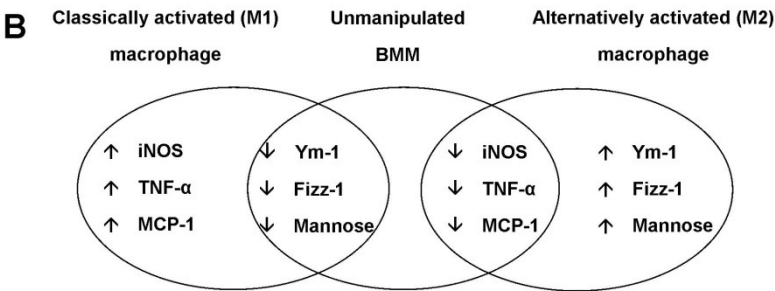 B
Classically activated (M1) macrophage
Unmanipulated BMM
Alternatively activated (M2) macrophage
↑ iNOS ↓ Ym-1 ↓ iNOS ↑ Ym-1
↑ TNF-α ↓ Fizz-1 ↓ TNF-α ↑ Fizz-1
↑ MCP-1 ↓ Mannose ↓ MCP-1 ↑ Mannose